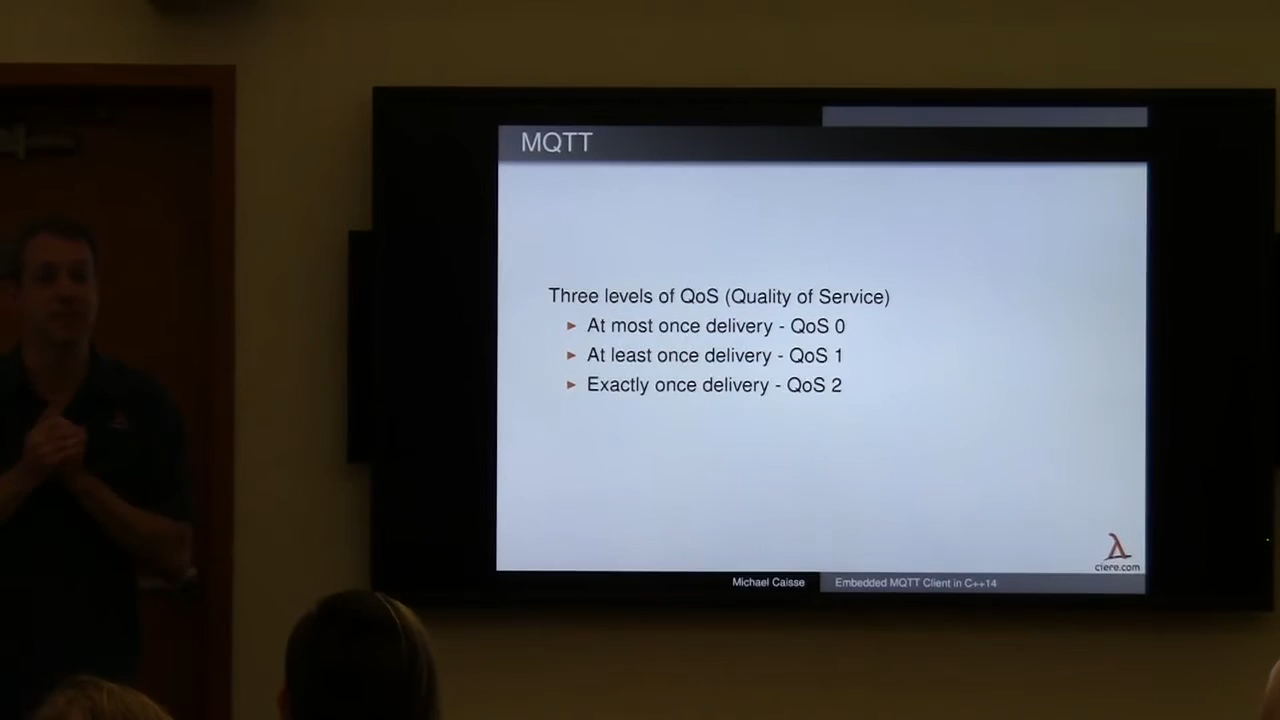 MQTT
Three levels of QoS (Quality of Service)
At most once delivery - QoS 0
At least once delivery - QoS 1
Exactly once delivery - QoS 2
ciere.com
Michael Caisse
Embedded MQTT Client in C++14